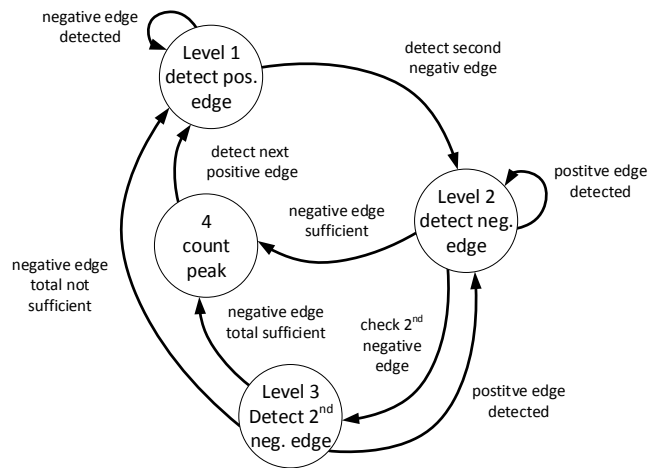 negative edge
detected
Level 1
detect pos.
edge
detect second
negativ edge
detect next
positive edge
Level 2
detect neg.
edge
postitve edge
detected
negative edge
sufficient
4
count
peak
negative edge
total not
sufficient
negative edge
total sufficient
check 2nd
negative
edge
Level 3
Detect 2nd
neg. edge
postitve edge
detected